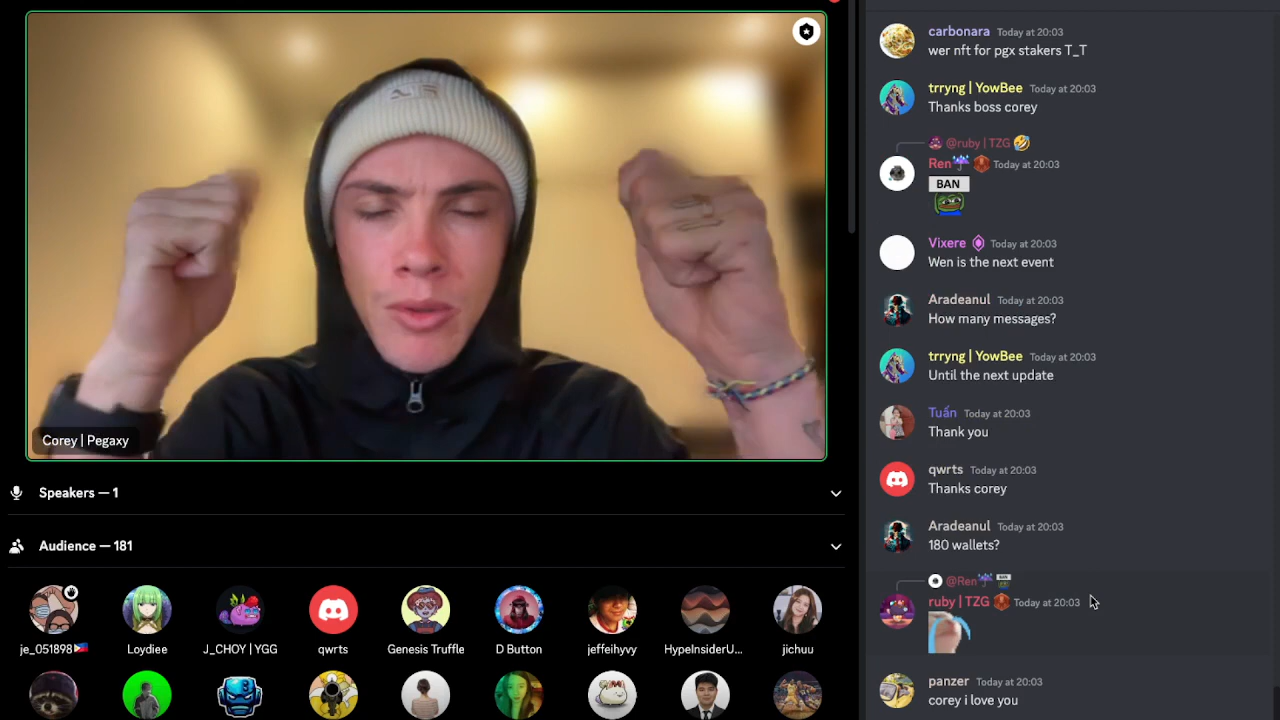 Corey | Pegaxy
Speakers — 1
Audience — 181
je_051898
Loydiee
J_CHOY | YGG
qwrts
Genesis Truffle
D Button
jeffeihyvy
HypeInsiderU...
jichuu
carbonara Today at 20:03
wer nft for pgx stakers T_T
trryng | YowBee Today at 20:03
Thanks boss corey
@ruby | TZG
Ren Today at 20:03
BAN
Vixere Today at 20:03
Wen is the next event
Aradeanul Today at 20:03
How many messages?
trryng | YowBee Today at 20:03
Until the next update
Tuấn Today at 20:03
Thank you
qwrts Today at 20:03
Thanks corey
Aradeanul Today at 20:03
180 wallets?
@Ren
ruby | TZG Today at 20:03
panzer Today at 20:03
corey i love you